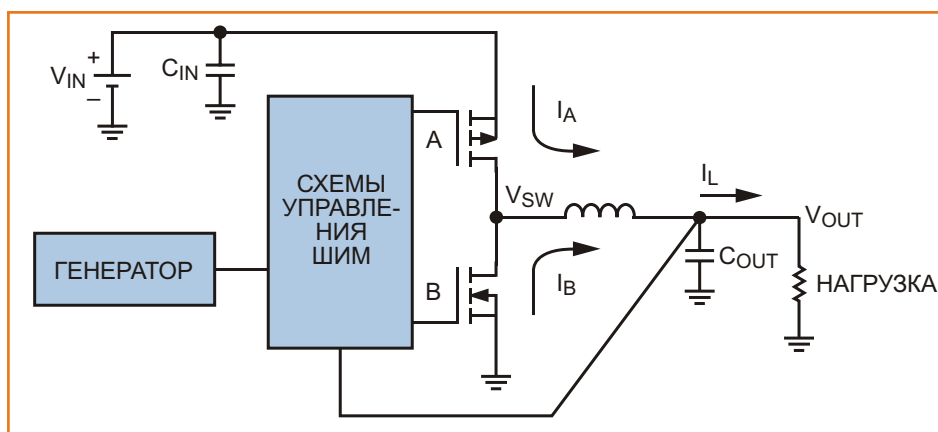 +
V_IN
–
C_IN
A
I_A
СХЕМЫ
УПРАВЛЕ-
НИЯ
ШИМ
V_SW
I_L
V_OUT
ГЕНЕРАТОР
B
I_B
C_OUT
НАГРУЗКА